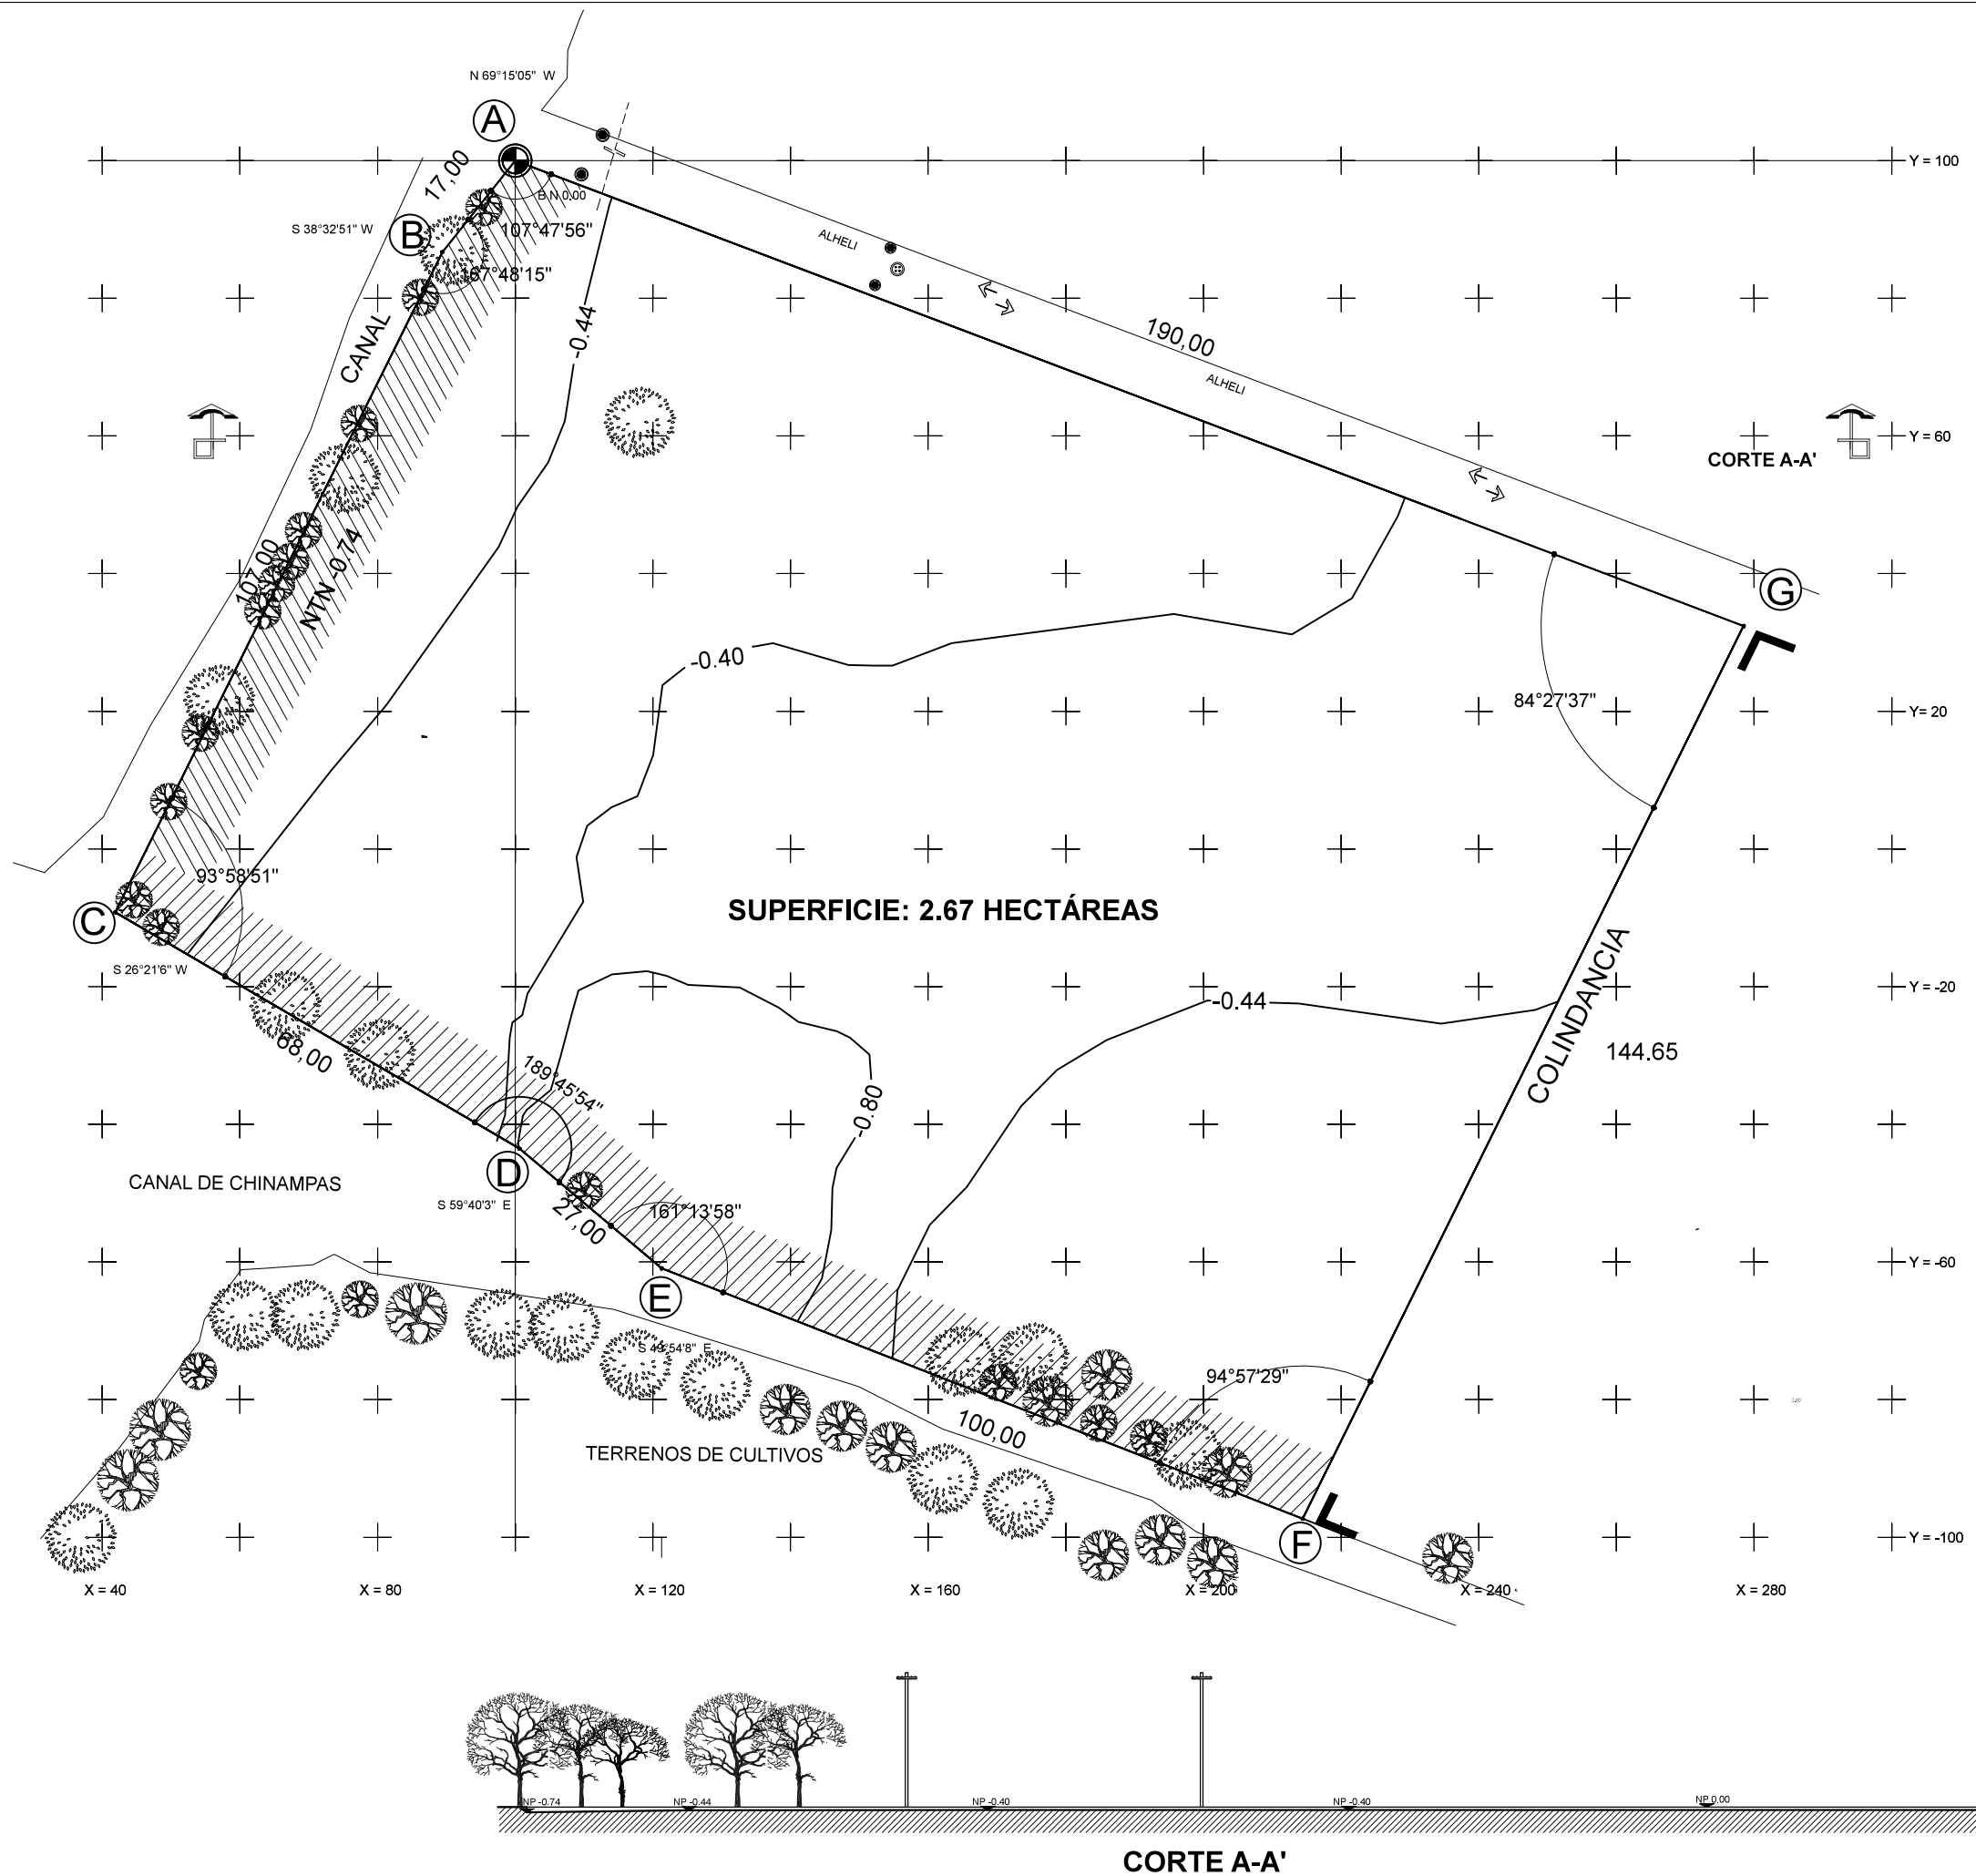 N 69°15'05" W
A
17,00
Y = 100
B N 0,00
S 38°32'51" W
B
107°47'56"
ALHELI
167°48'15"
-0.44
CANAL
190,00
ALHELI
Y = 60
CORTE A-A'
107,00
NTN -0.74
G
-0.40
84°27'37"
Y= 20
93°58'51"
SUPERFICIE: 2.67 HECTÁREAS
C
S 26°21'6" W
COLINDANCIA
Y = -20
-0.44
68,00
144.65
189°45'54"
-0.80
D
CANAL DE CHINAMPAS
S 59°40'3" E
27,00
161°13'58"
Y = -60
E
S 49°54'8" E
94°57'29"
100,00
TERRENOS DE CULTIVOS
F
Y = -100
X = 40
X = 80
X = 120
X = 160
X = 200
X = 240
X = 280
NP -0.74
NP -0.44
NP -0.40
NP -0.40
NP 0.00
CORTE A-A'